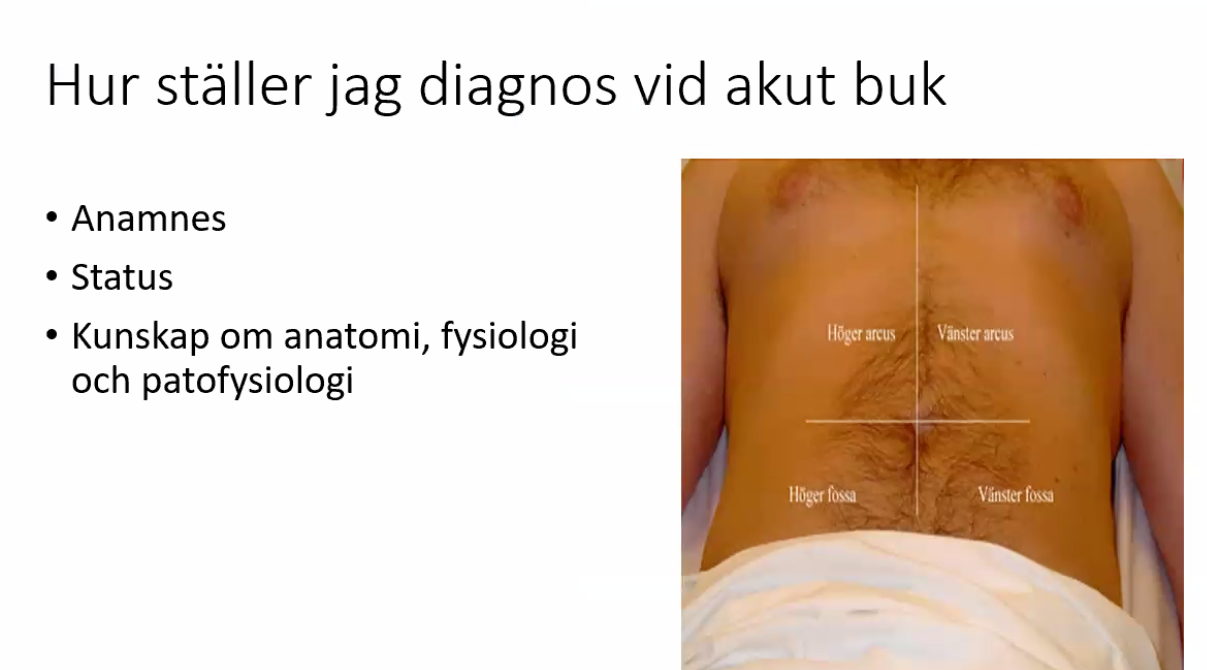 Hur ställer jag diagnos vid akut buk
• Anamnes
• Status
• Kunskap om anatomi, fysiologi
och patofysiologi
Höger arcus
Vänster arcus
Höger fossa
Vänster fossa